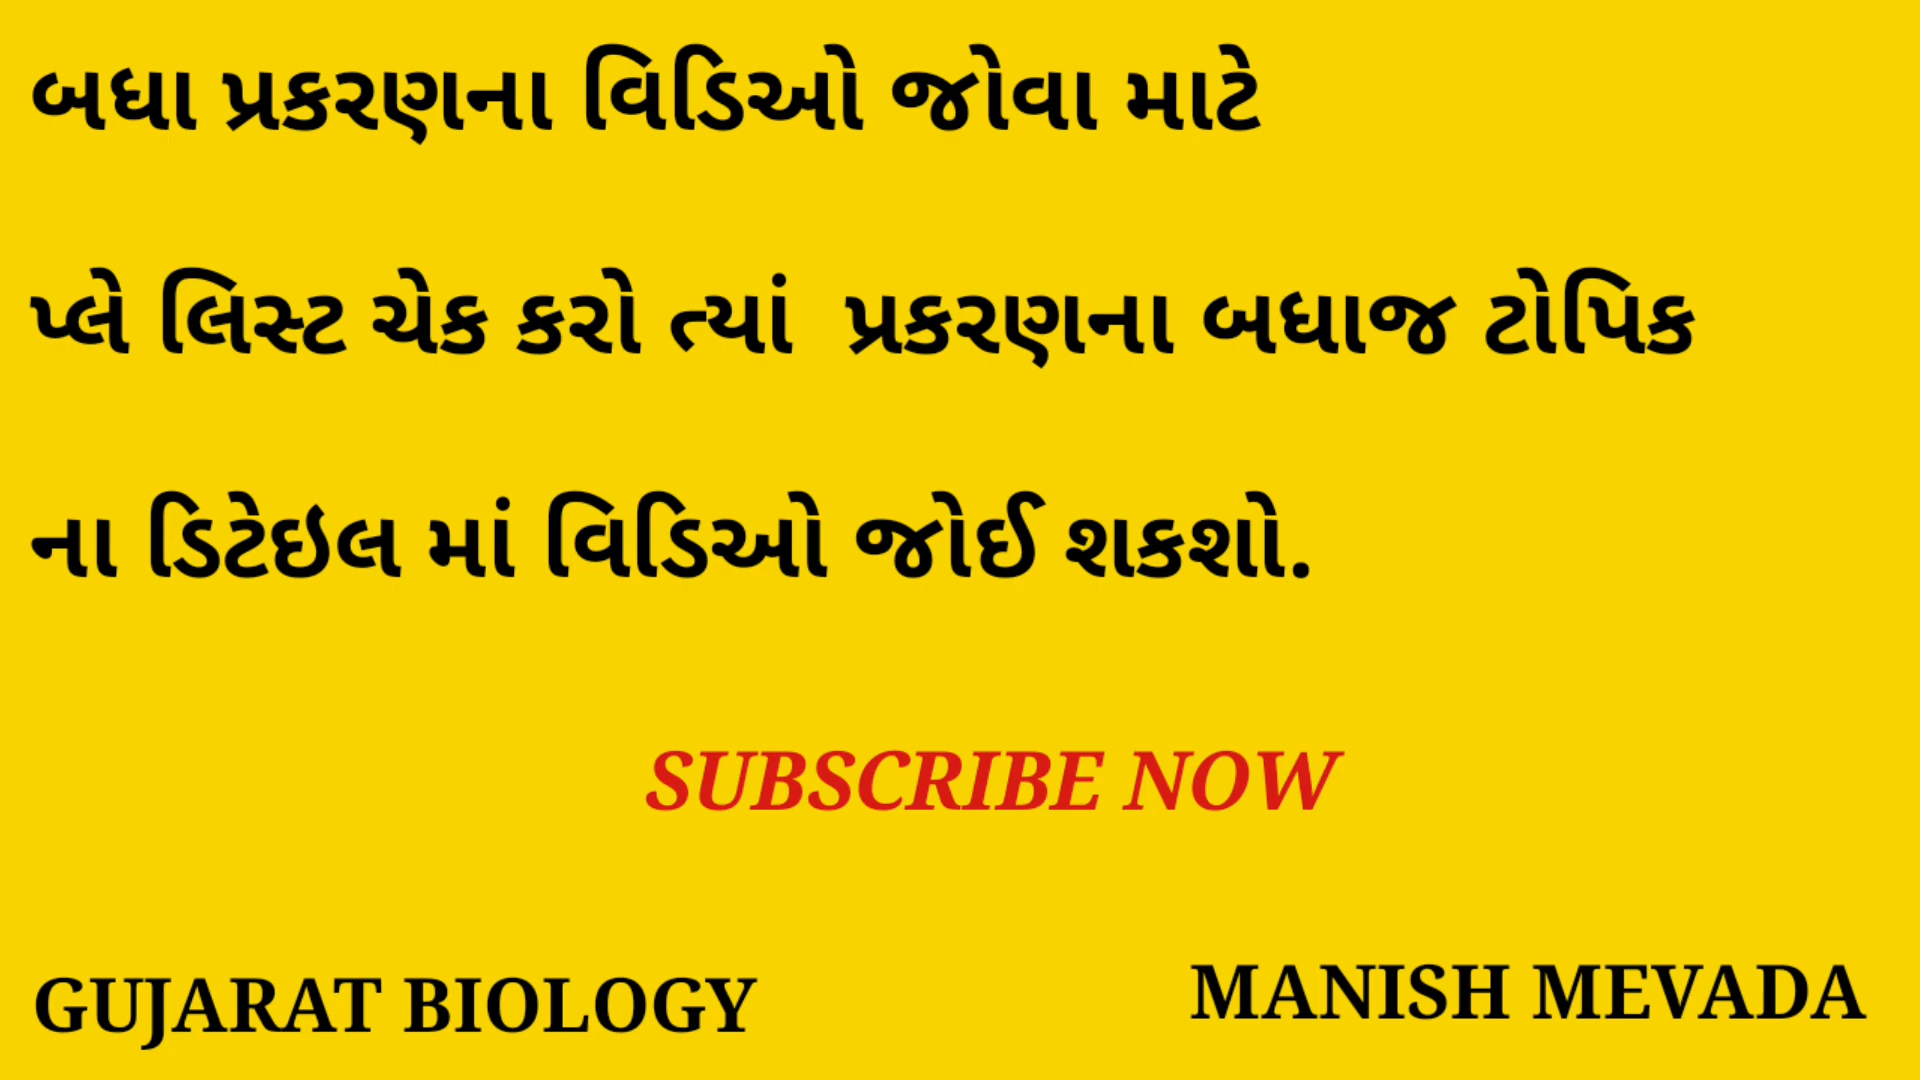 બધા પ્રકરણના વિડિઓ જોવા માટે
પ્લે લિસ્ટ ચેક કરો ત્યાં  પ્રકરણના બધાજ ટોપિક
ના ડિટેઇલ માં વિડિઓ જોઈ શકશો.
SUBSCRIBE NOW
GUJARAT BIOLOGY
MANISH MEVADA